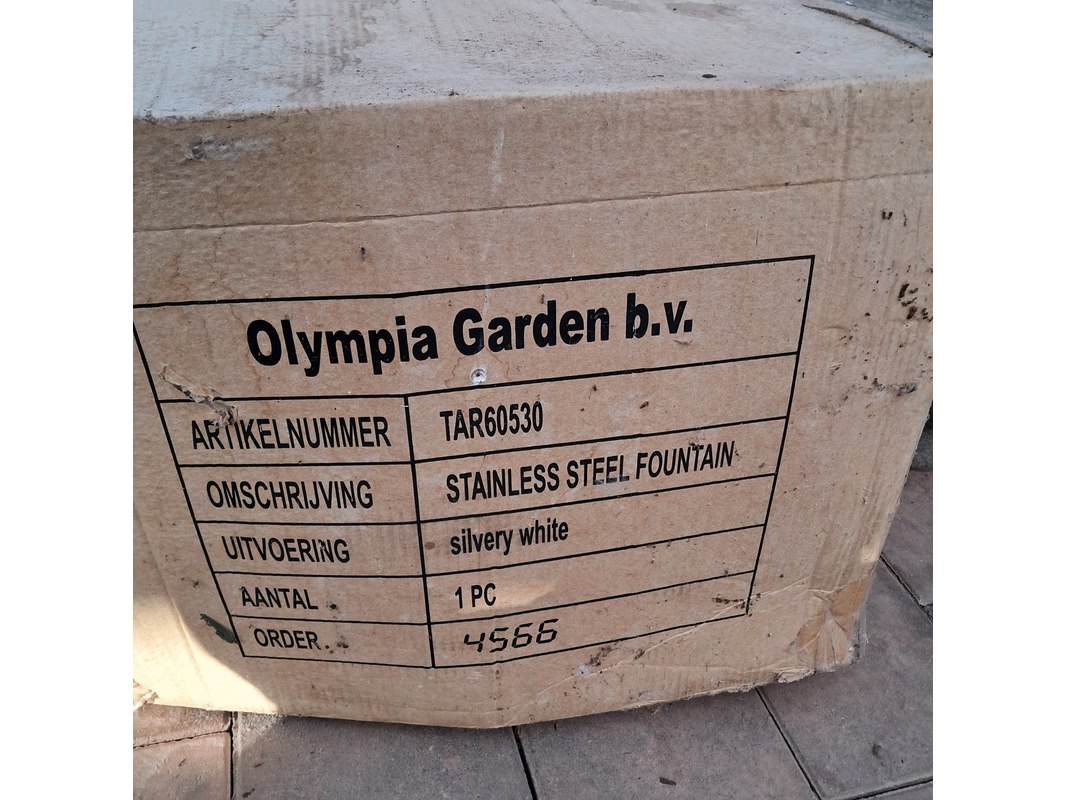 Olympia Garden b.v.
ARTIKELNUMMER TAR60530
OMSCHRIJVING STAINLESS STEEL FOUNTAIN
UITVOERING silvery white
AANTAL 1 PC
ORDER 4566